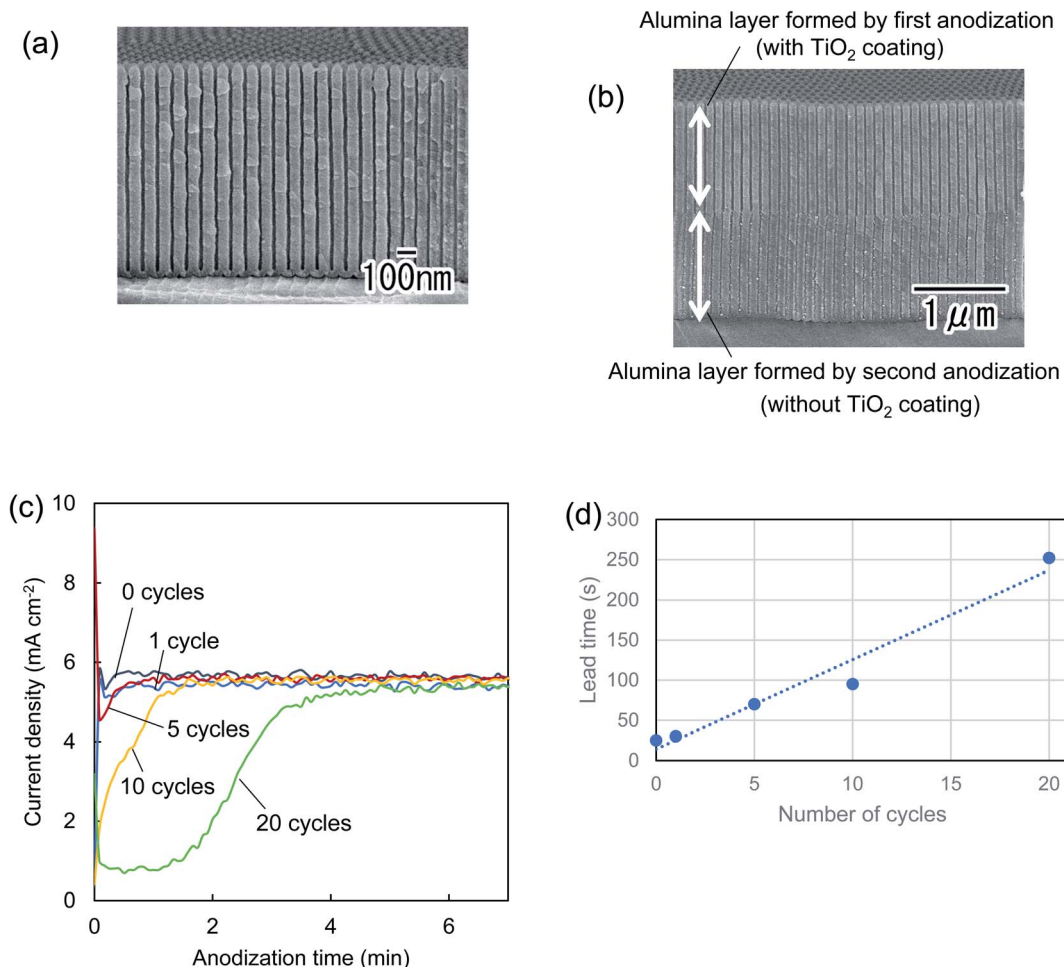 (a)
100nm
Alumina layer formed by first anodization
(with TiO₂ coating)
(b)
1 μm
Alumina layer formed by second anodization
(without TiO₂ coating)
(c)
10
8
6
4
2
0
Current density (mA cm⁻²)
0 cycles
1 cycle
5 cycles
10 cycles
20 cycles
0
2
4
6
Anodization time (min)
(d)
300
250
200
150
100
50
0
Lead time (s)
0
5
10
15
20
Number of cycles